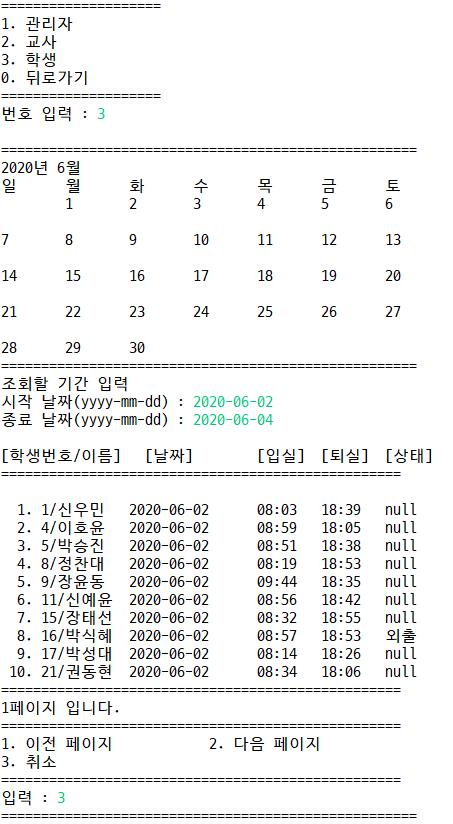 ====================
1. 관리자
2. 교사
3. 학생
0. 뒤로가기
====================
번호 입력 : 3
====================================================
2020년 6월
일 월 화 수 목 금 토
1 2 3 4 5 6
7 8 9 10 11 12 13
14 15 16 17 18 19 20
21 22 23 24 25 26 27
28 29 30
====================================================
조회할 기간 입력
시작 날짜(yyyy-mm-dd) : 2020-06-02
종료 날짜(yyyy-mm-dd) : 2020-06-04
[학생번호/이름] [날짜] [입실] [퇴실] [상태]
==================================================
1. 1/신우민 2020-06-02 08:03 18:39 null
2. 4/이호윤 2020-06-02 08:59 18:05 null
3. 5/박승진 2020-06-02 08:51 18:38 null
4. 8/정찬대 2020-06-02 08:19 18:53 null
5. 9/장윤동 2020-06-02 09:44 18:35 null
6. 11/신예윤 2020-06-02 08:56 18:42 null
7. 15/장태선 2020-06-02 08:32 18:55 null
8. 16/박식혜 2020-06-02 08:57 18:53 외출
9. 17/박성대 2020-06-02 08:14 18:26 null
10. 21/권동현 2020-06-02 08:34 18:06 null
==================================================
1페이지 입니다.
==================================================
1. 이전 페이지 2. 다음 페이지
3. 취소
==================================================
입력 : 3
====================================================